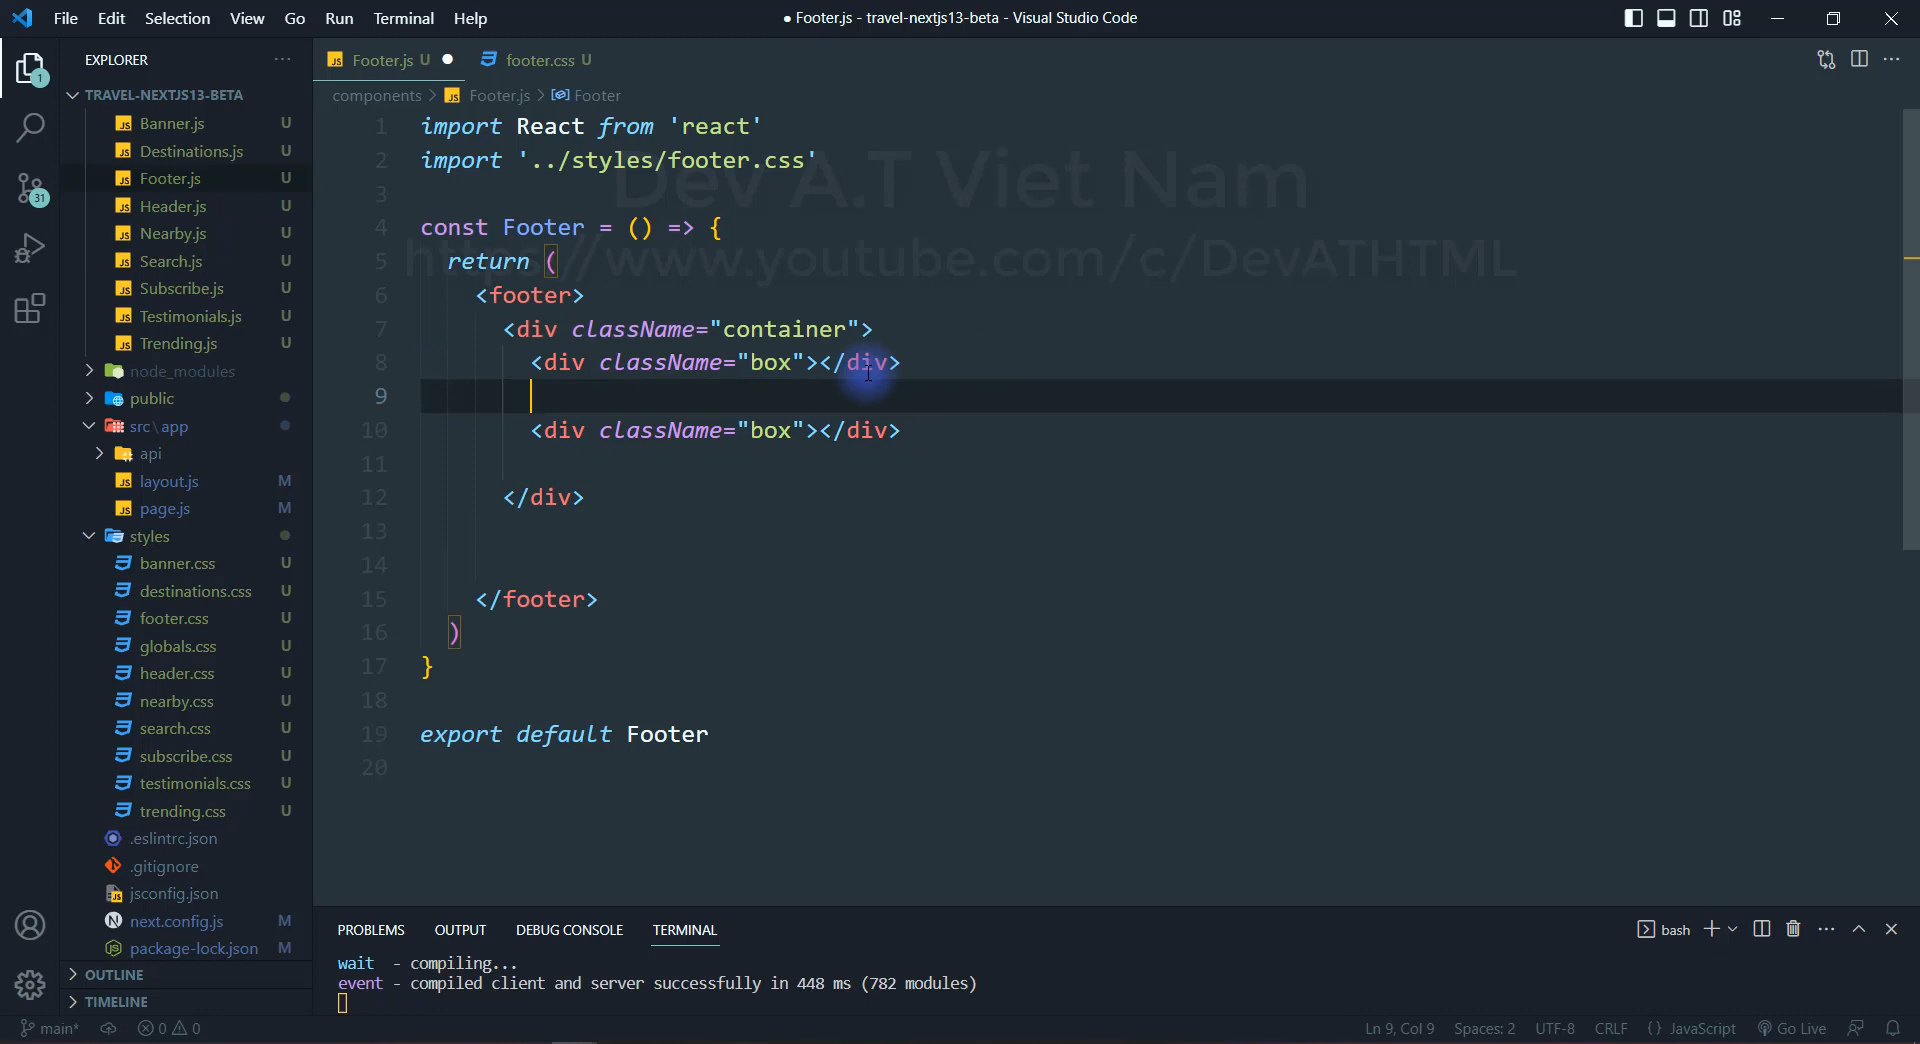 File Edit Selection View Go Run Terminal Help
● Footer.js - travel-nextjs13-beta - Visual Studio Code
EXPLORER
TRAVEL-NEXTJS13-BETA
Banner.js U
Destinations.js U
Footer.js U
Header.js U
Nearby.js U
Search.js U
Subscribe.js U
Testimonials.js U
Trending.js U
node_modules
public
src\app
api
layout.js M
page.js M
styles
banner.css U
destinations.css U
footer.css U
globals.css U
header.css U
nearby.css U
search.css U
subscribe.css U
testimonials.css U
trending.css U
.eslintrc.json
.gitignore
jsconfig.json
next.config.js M
package-lock.json M
OUTLINE
TIMELINE
1
31
Footer.js U ●
footer.css U
components > Footer.js > Footer
Dev A.T Viet Nam
https://www.youtube.com/c/DevATHTML
1 import React from 'react'
2 import '../styles/footer.css'
3
4 const Footer = () => {
5 return (
6 <footer>
7 <div className="container">
8 <div className="box"></div>
9
10 <div className="box"></div>
11
12 </div>
13
14
15 </footer>
16 )
17 }
18
19 export default Footer
20
PROBLEMS OUTPUT DEBUG CONSOLE TERMINAL
bash
wait - compiling...
event - compiled client and server successfully in 448 ms (782 modules)
main* 0 0
Ln 9, Col 9 Spaces: 2 UTF-8 CRLF {} JavaScript Go Live